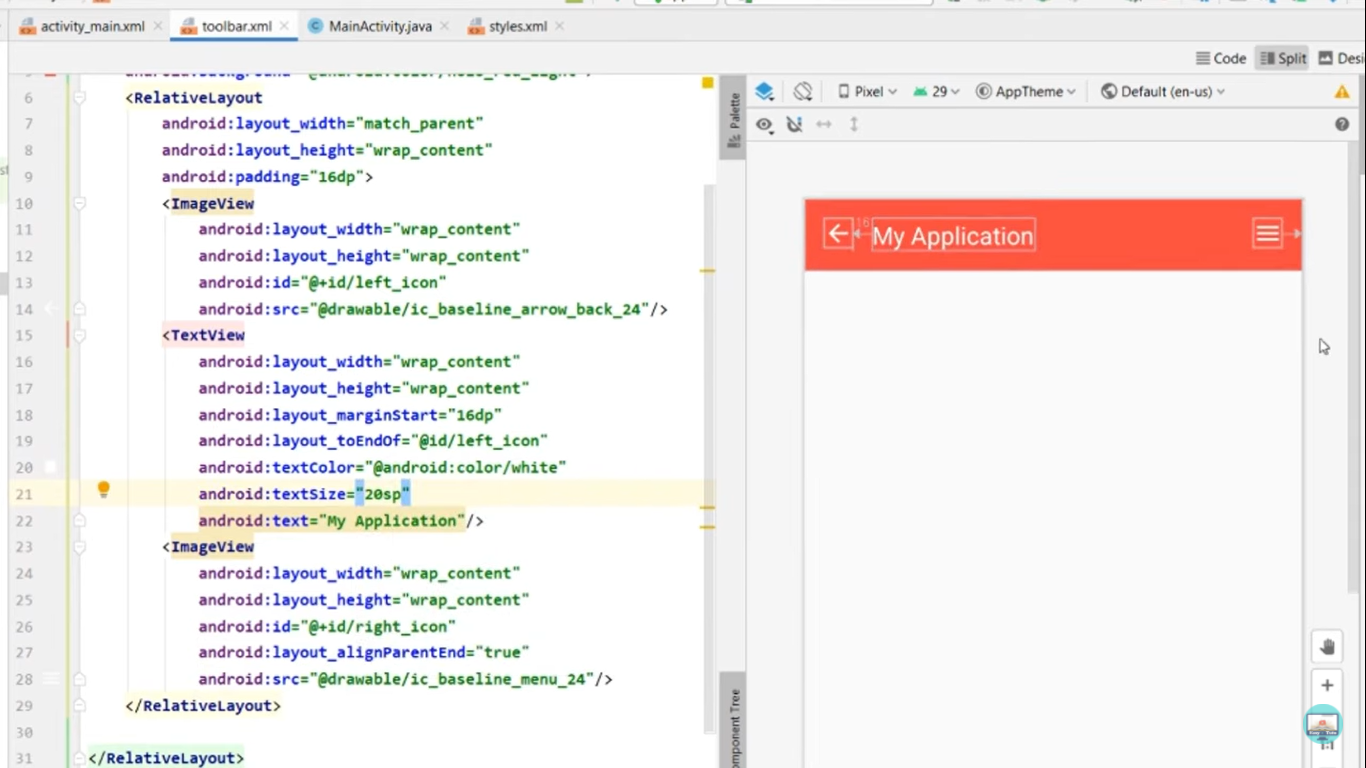 activity_main.xml
toolbar.xml
MainActivity.java
styles.xml
Code
Split
6 <RelativeLayout
7 android:layout_width="match_parent"
8 android:layout_height="wrap_content"
9 android:padding="16dp">
10 <ImageView
11 android:layout_width="wrap_content"
12 android:layout_height="wrap_content"
13 android:id="@+id/left_icon"
14 android:src="@drawable/ic_baseline_arrow_back_24"/>
15 <TextView
16 android:layout_width="wrap_content"
17 android:layout_height="wrap_content"
18 android:layout_marginStart="16dp"
19 android:layout_toEndOf="@id/left_icon"
20 android:textColor="@android:color/white"
21 android:textSize="20sp"
22 android:text="My Application"/>
23 <ImageView
24 android:layout_width="wrap_content"
25 android:layout_height="wrap_content"
26 android:id="@+id/right_icon"
27 android:layout_alignParentEnd="true"
28 android:src="@drawable/ic_baseline_menu_24"/>
29 </RelativeLayout>
30
31 </RelativeLayout>
Palette
Pixel
29
AppTheme
Default (en-us)
16
My Application
omponent Tree
1:1